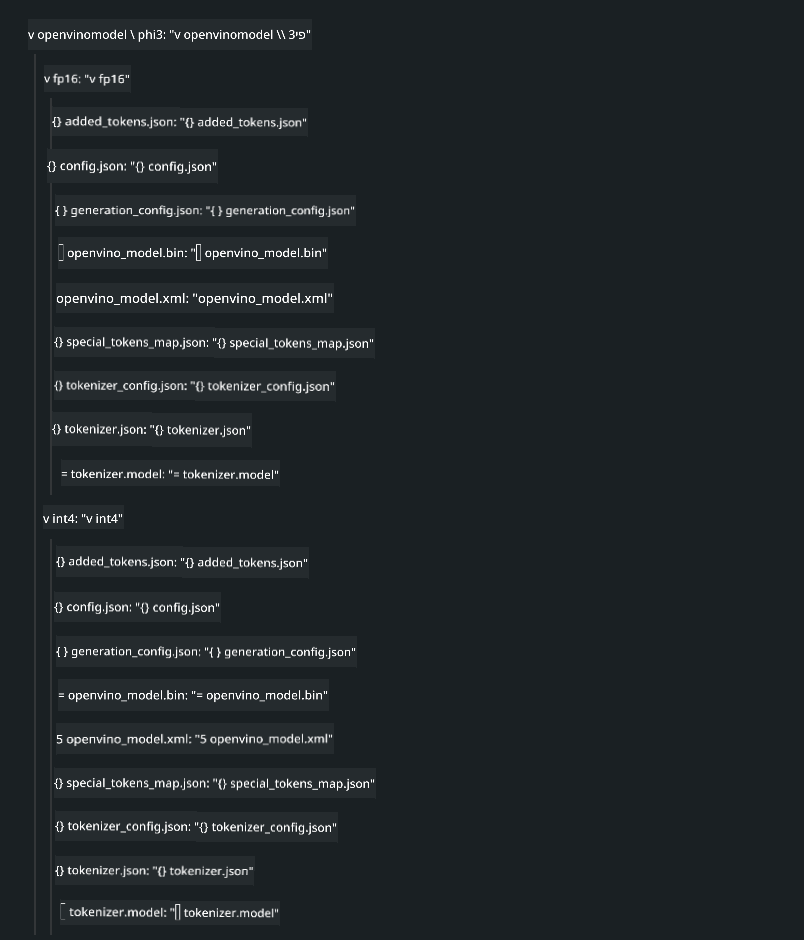 v openvinomodel \ phi3: "v openvinomodel \\ פי3"
v fp16: "v fp16"
{} added_tokens.json: "{} added_tokens.json"
{} config.json: "{} config.json"
{ } generation_config.json: "{ } generation_config.json"
openvino_model.bin: " openvino_model.bin"
openvino_model.xml: "openvino_model.xml"
{} special_tokens_map.json: "{} special_tokens_map.json"
{} tokenizer_config.json: "{} tokenizer_config.json"
{} tokenizer.json: "{} tokenizer.json"
= tokenizer.model: "= tokenizer.model"
v int4: "v int4"
{} added_tokens.json: "{} added_tokens.json"
{} config.json: "{} config.json"
{ } generation_config.json: "{ } generation_config.json"
= openvino_model.bin: "= openvino_model.bin"
5 openvino_model.xml: "5 openvino_model.xml"
{} special_tokens_map.json: "{} special_tokens_map.json"
{} tokenizer_config.json: "{} tokenizer_config.json"
{} tokenizer.json: "{} tokenizer.json"
tokenizer.model: " tokenizer.model"